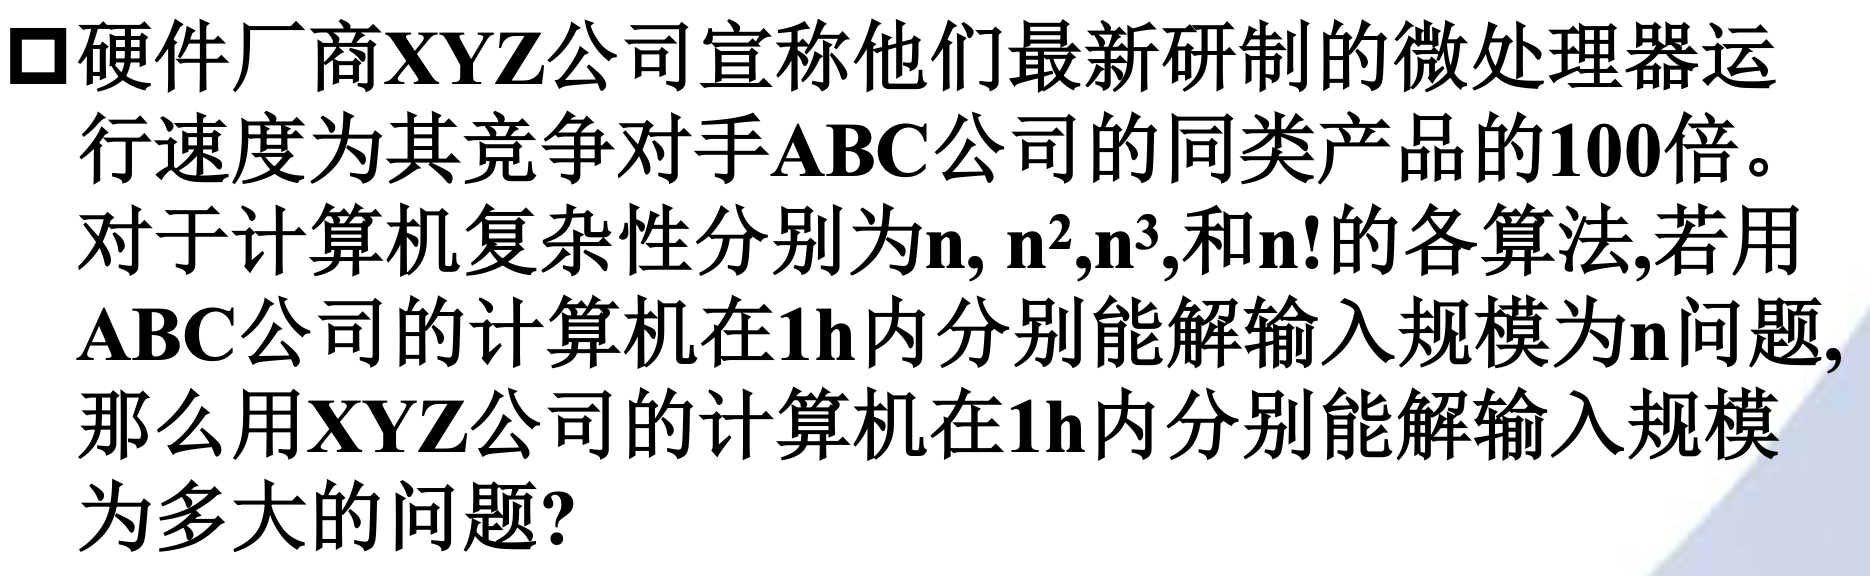 硬件厂商XYZ公司宣称他们最新研制的微处理器运
行速度为其竞争对手ABC公司的同类产品的100倍。
对于计算机复杂性分别为n, n²,n³,和n!的各算法,若用
ABC公司的计算机在1h内分别能解输入规模为n问题,
那么用XYZ公司的计算机在1h内分别能解输入规模
为多大的问题?